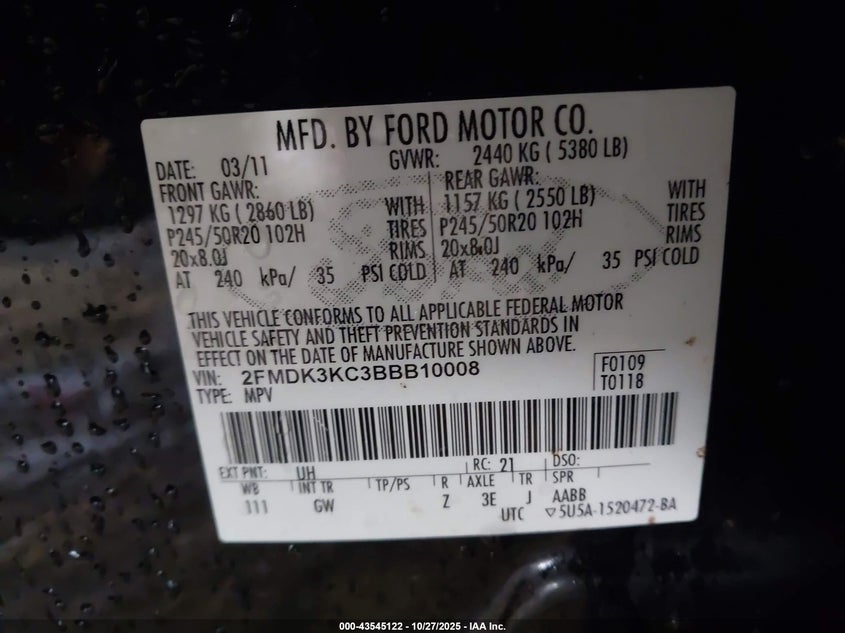 MFD. BY FORD MOTOR CO.
DATE: 03/11 GVWR: 2440 KG ( 5380 LB)
FRONT GAWR: REAR GAWR:
1297 KG ( 2860 LB) WITH 1157 KG ( 2550 LB) WITH
P245/50R20 102H TIRES P245/50R20 102H TIRES
20x8.0J RIMS 20x8.0J RIMS
AT 240 kPa/ 35 PSI COLD AT 240 kPa/ 35 PSI COLD
THIS VEHICLE CONFORMS TO ALL APPLICABLE FEDERAL MOTOR
VEHICLE SAFETY AND THEFT PREVENTION STANDARDS IN
EFFECT ON THE DATE OF MANUFACTURE SHOWN ABOVE.
VIN: 2FMDK3KC3BBB10008 F0109
TYPE: MPV T0118
EXT PNT: UH RC: 21 DSO:
WB INT TR TP/PS R AXLE TR SPR
111 GW Z 3E J AABB
UTC ▽5U5A-1520472-BA
000-43545122 - 10/27/2025 - IAA Inc.